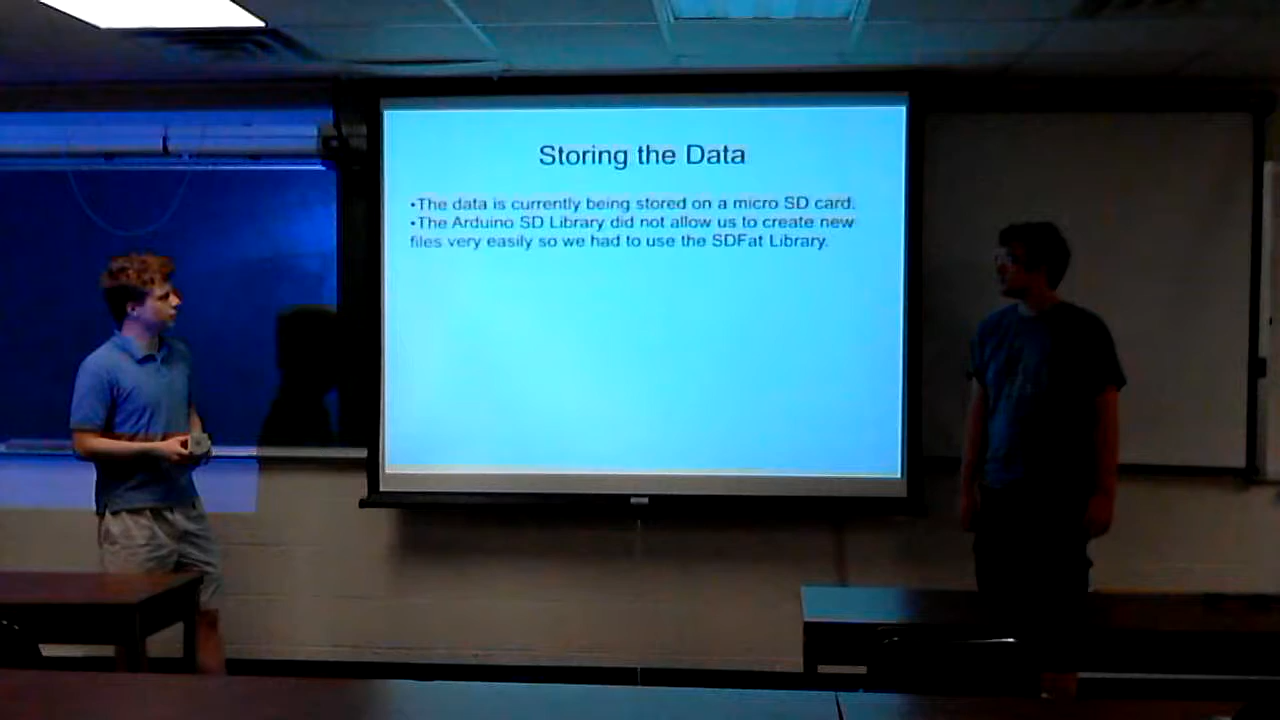 Storing the Data
•The data is currently being stored on a micro SD card.
•The Arduino SD Library did not allow us to create new
files very easily so we had to use the SDFat Library.